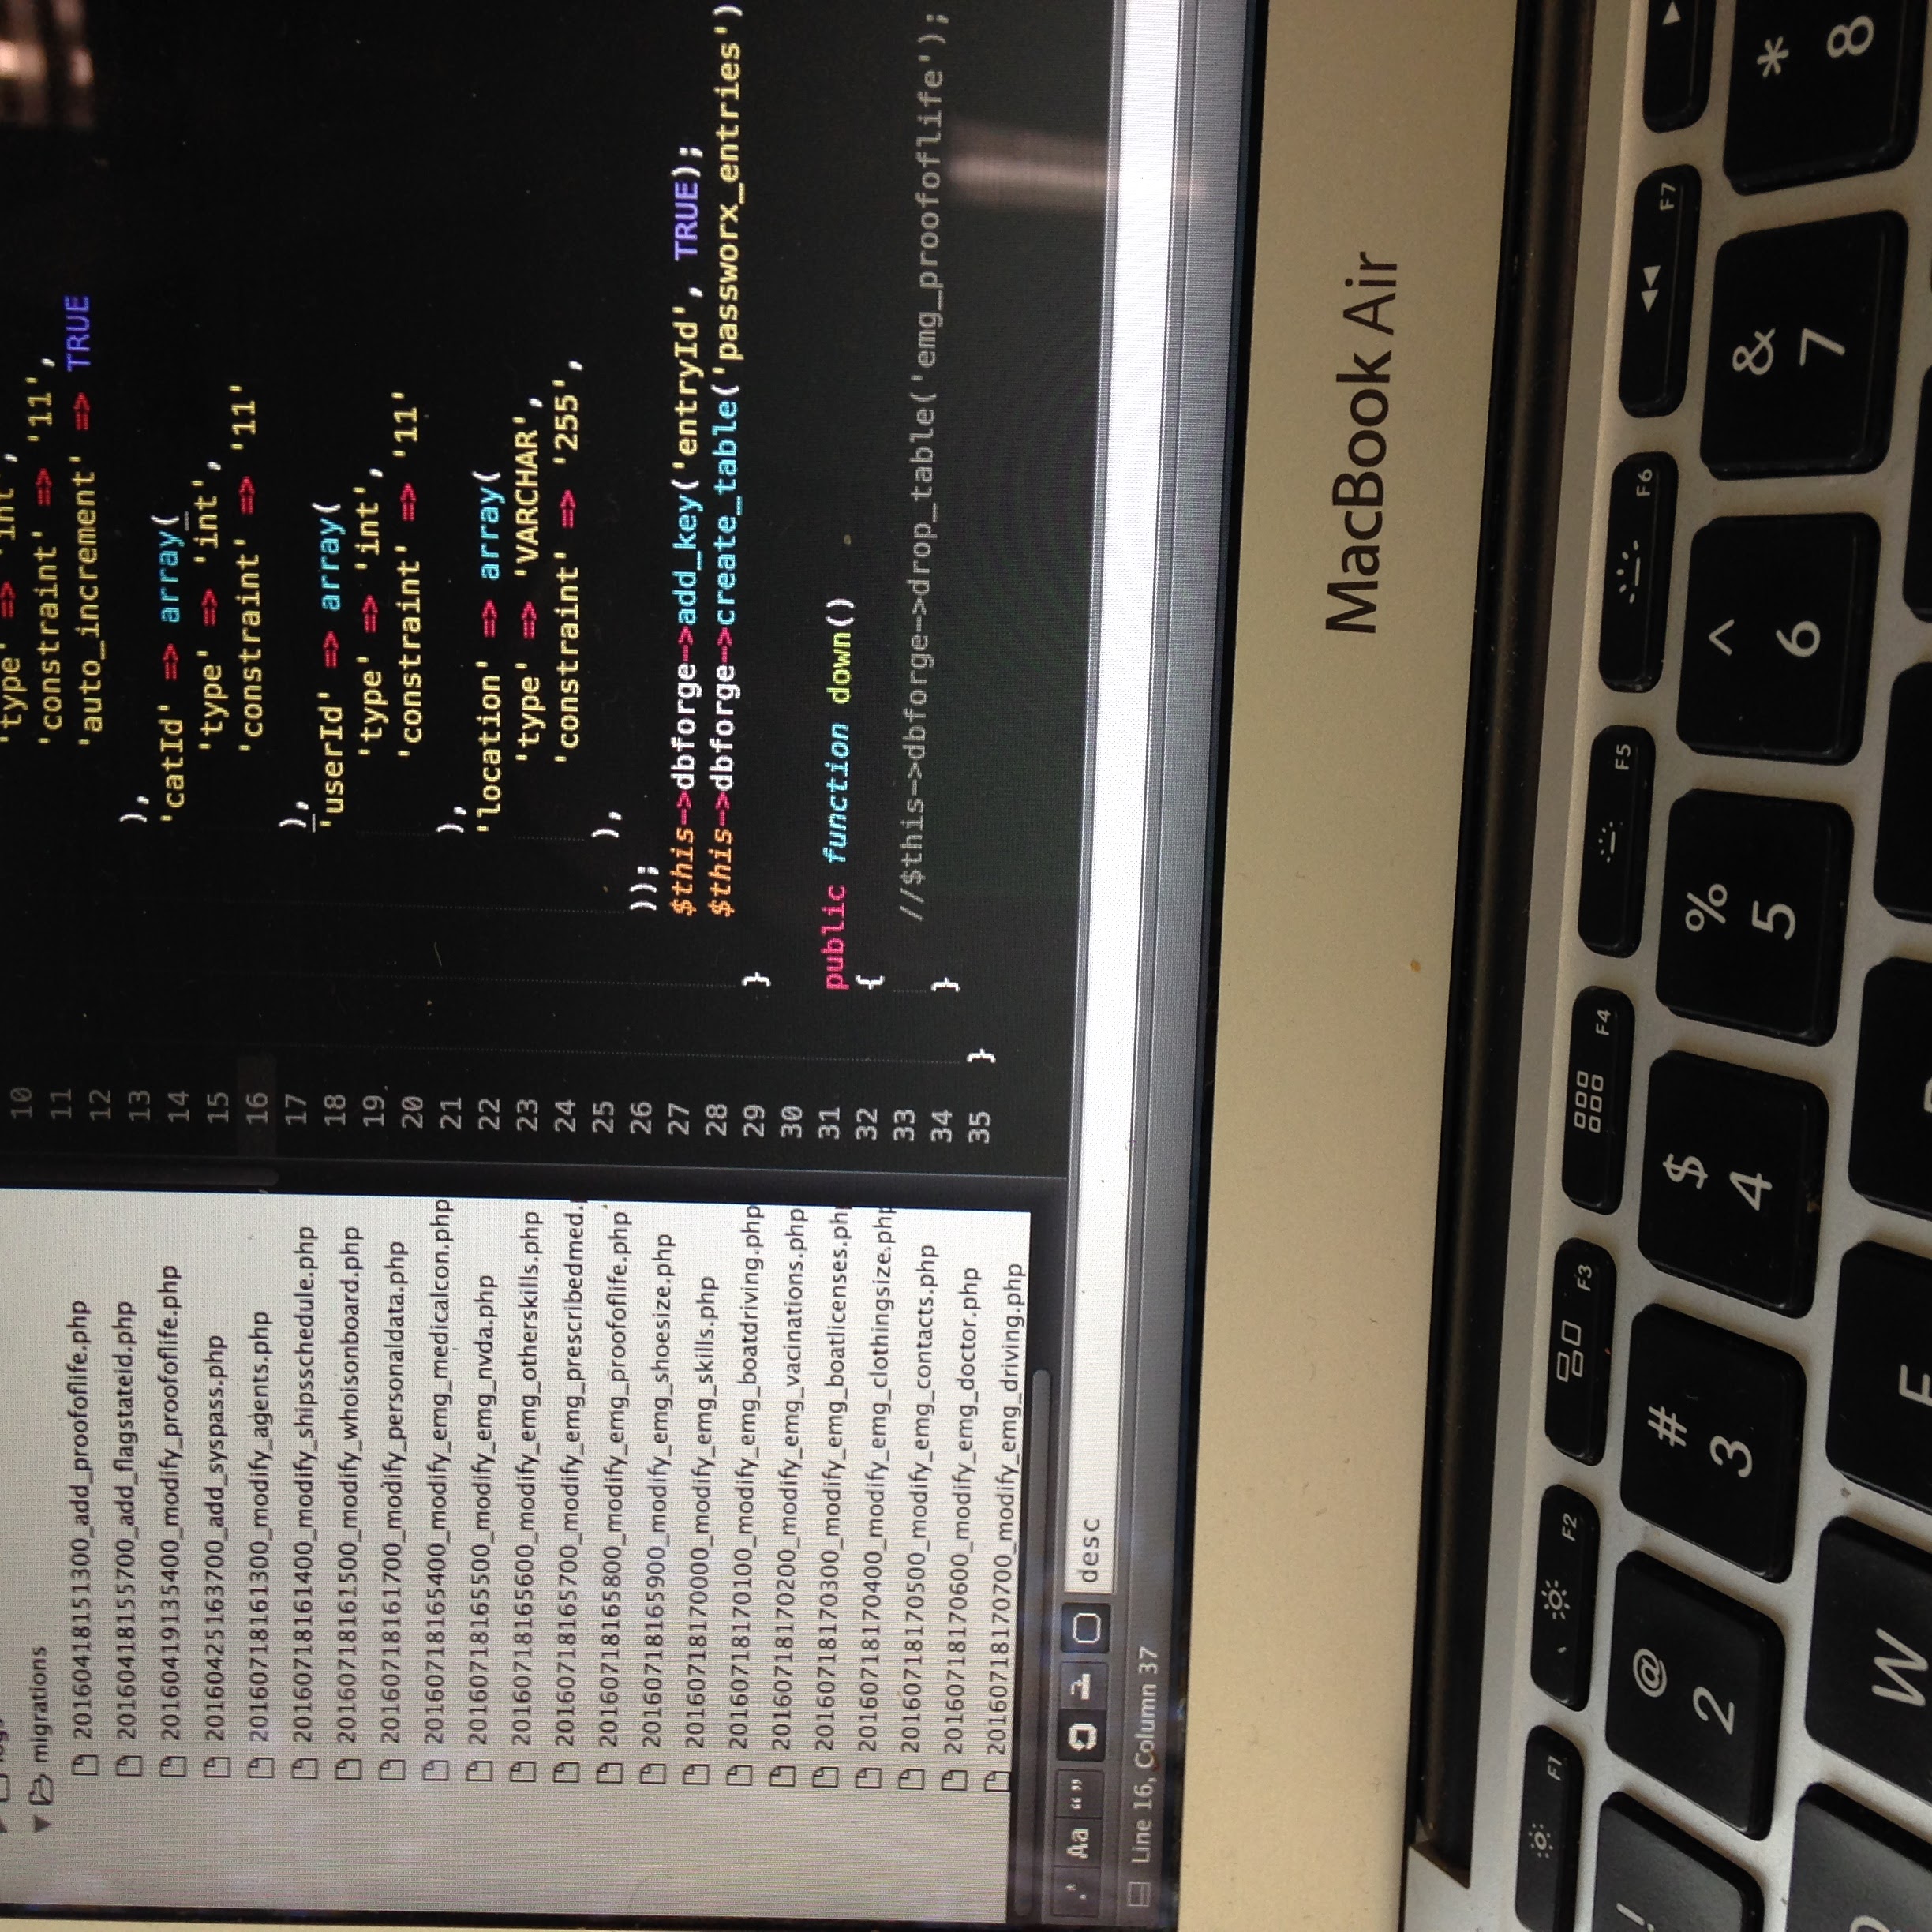 migrations
20160418151300_add_proofoflife.php
20160418155700_add_flagstateid.php
20160419135400_modify_proofoflife.php
20160425163700_add_syspass.php
20160718161300_modify_agents.php
20160718161400_modify_shipsschedule.php
20160718161500_modify_whoisonboard.php
20160718161700_modify_personaldata.php
20160718165400_modify_emg_medicalcon.php
20160718165500_modify_emg_nvda.php
20160718165600_modify_emg_otherskills.php
20160718165700_modify_emg_prescribedmed.
20160718165800_modify_emg_proofoflife.php
20160718165900_modify_emg_shoesize.php
20160718170000_modify_emg_skills.php
20160718170100_modify_emg_boatdriving.php
20160718170200_modify_emg_vacinations.php
20160718170300_modify_emg_boatlicenses.ph
20160718170400_modify_emg_clothingsize.php
20160718170500_modify_emg_contacts.php
20160718170600_modify_emg_doctor.php
20160718170700_modify_emg_driving.php
10 'type' => 'int',
11 'constraint' => '11',
12 'auto_increment' => TRUE
13 ),
14 'catId' => array(
15 'type' => 'int',
16 'constraint' => '11'
17 ),
18 'userId' => array(
19 'type' => 'int',
20 'constraint' => '11'
21 ),
22 'location' => array(
23 'type' => 'VARCHAR',
24 'constraint' => '255',
25 ),
26 ));
27 $this->dbforge->add_key('entryId', TRUE);
28 $this->dbforge->create_table('passworx_entries')
29 }
30
31 public function down()
32 {
33 //$this->dbforge->drop_table('emg_proofoflife');
34 }
35 }
.* Aa “ ” desc
Line 16, Column 37
MacBook Air
F1 F2 F3 F4 F5 F6 F7
! @ # $ % ^ & *
2 3 4 5 6 7 8
W